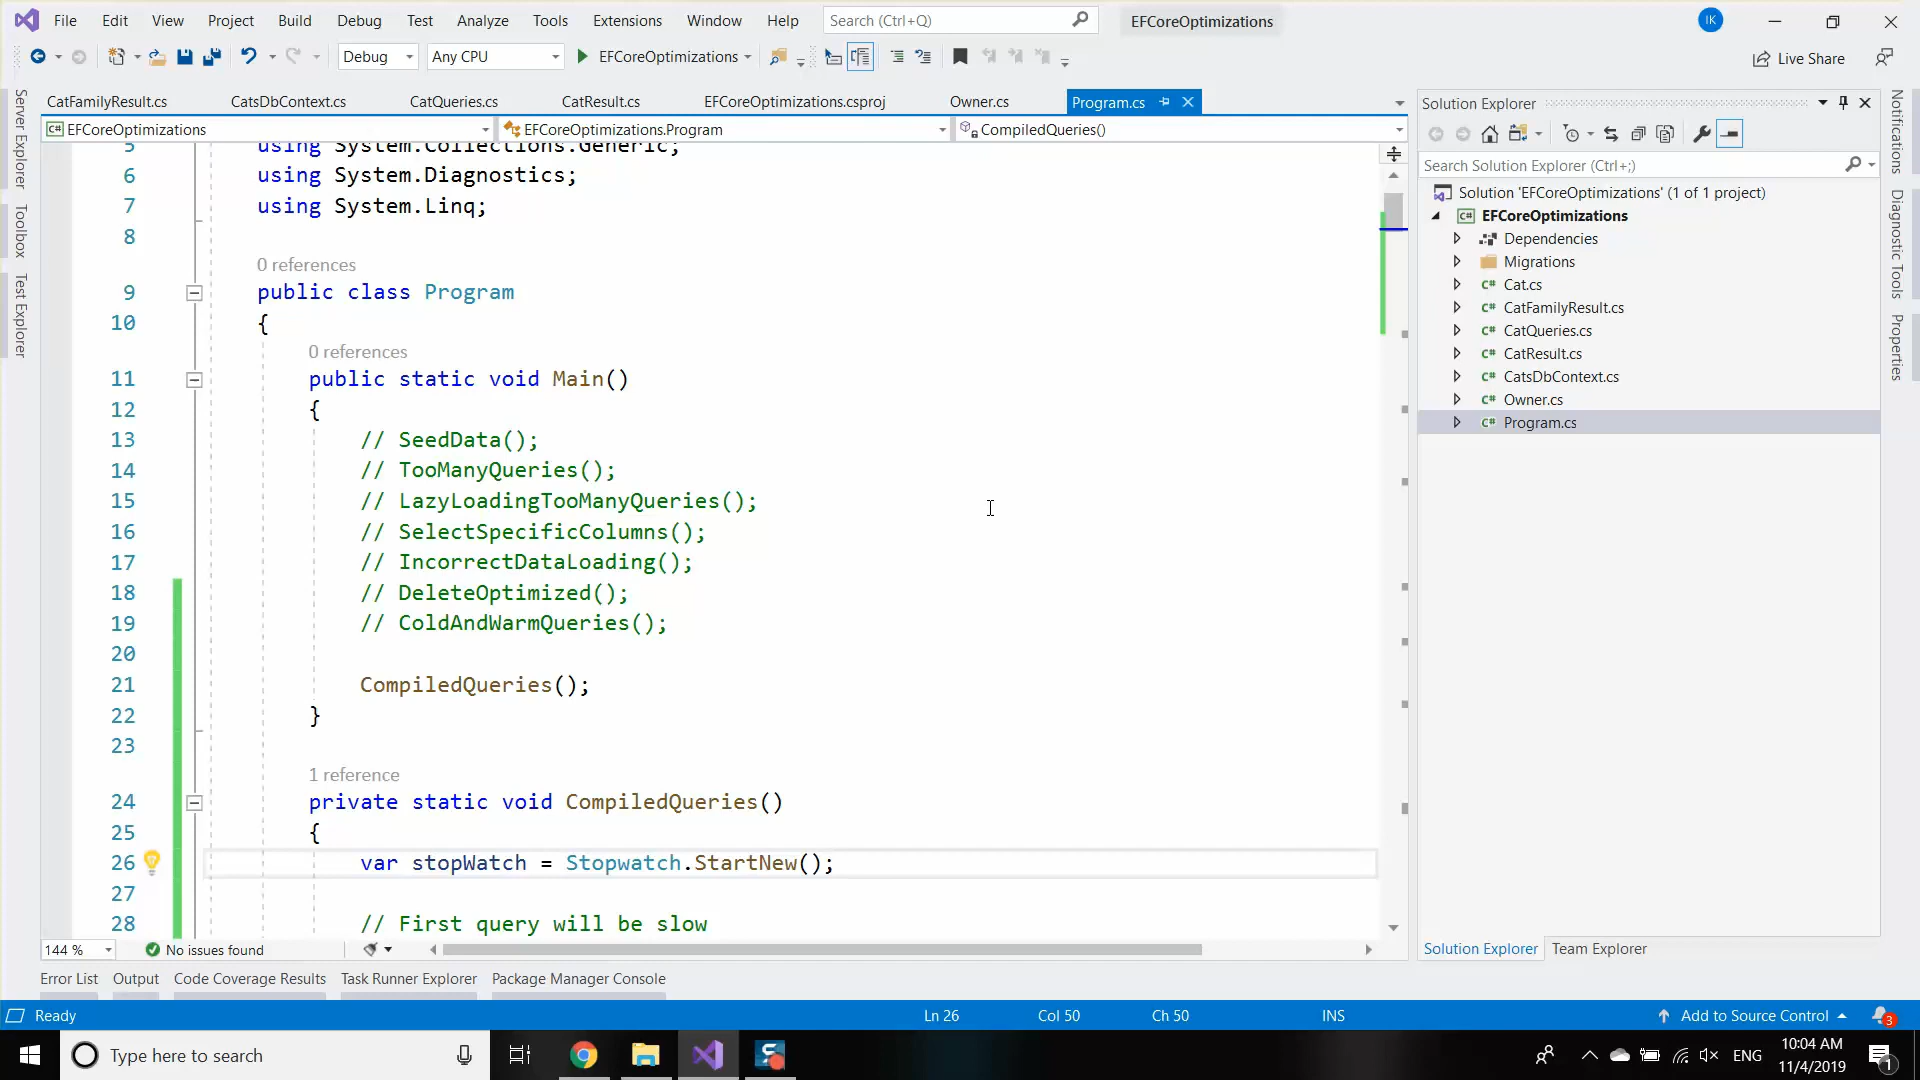 File Edit View Project Build Debug Test Analyze Tools Extensions Window Help Search (Ctrl+Q) EFCoreOptimizations IK
Debug Any CPU EFCoreOptimizations Live Share
Server Explorer
Toolbox
Test Explorer
CatFamilyResult.cs CatsDbContext.cs CatQueries.cs CatResult.cs EFCoreOptimizations.csproj Owner.cs Program.cs
C# EFCoreOptimizations EFCoreOptimizations.Program CompiledQueries()
5 using System.Collections.Generic;
6 using System.Diagnostics;
7 using System.Linq;
8
0 references
9 public class Program
10 {
0 references
11 public static void Main()
12 {
13 // SeedData();
14 // TooManyQueries();
15 // LazyLoadingTooManyQueries();
16 // SelectSpecificColumns();
17 // IncorrectDataLoading();
18 // DeleteOptimized();
19 // ColdAndWarmQueries();
20
21 CompiledQueries();
22 }
23
1 reference
24 private static void CompiledQueries()
25 {
26 var stopWatch = Stopwatch.StartNew();
27
28 // First query will be slow
144 % No issues found
Solution Explorer
Search Solution Explorer (Ctrl+;)
Solution 'EFCoreOptimizations' (1 of 1 project)
C# EFCoreOptimizations
Dependencies
Migrations
C# Cat.cs
C# CatFamilyResult.cs
C# CatQueries.cs
C# CatResult.cs
C# CatsDbContext.cs
C# Owner.cs
C# Program.cs
Solution Explorer Team Explorer
Notifications
Diagnostic Tools
Properties
Error List Output Code Coverage Results Task Runner Explorer Package Manager Console
Ready Ln 26 Col 50 Ch 50 INS Add to Source Control 3
Type here to search ENG 10:04 AM
11/4/2019 1